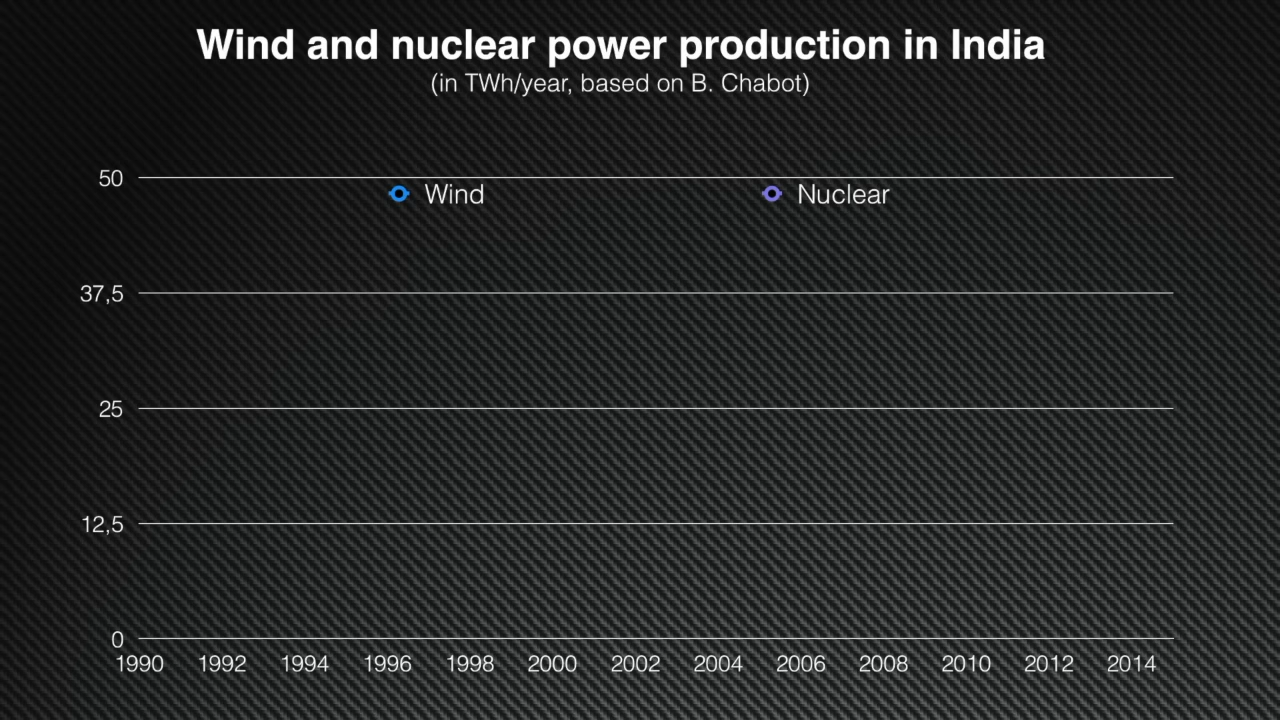 Wind and nuclear power production in India
(in TWh/year, based on B. Chabot)
50
Wind Nuclear
37,5
25
12,5
0
1990 1992 1994 1996 1998 2000 2002 2004 2006 2008 2010 2012 2014